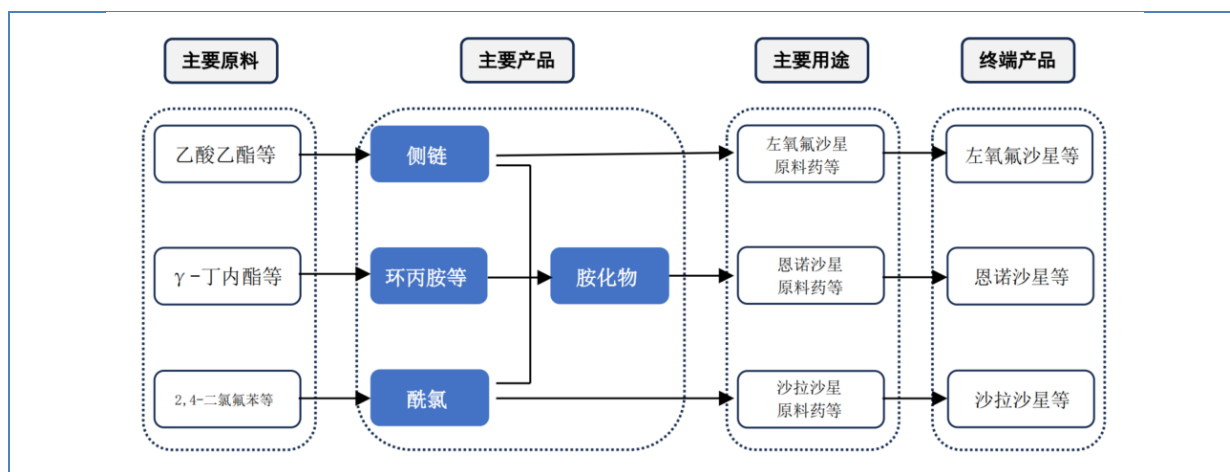 主要原料
主要产品
主要用途
终端产品
乙酸乙酯等
侧链
左氧氟沙星
原料药等
左氧氟沙星等
γ-丁内酯等
环丙胺等
胺化物
恩诺沙星
原料药等
恩诺沙星等
2,4-二氯氟苯等
酰氯
沙拉沙星
原料药等
沙拉沙星等